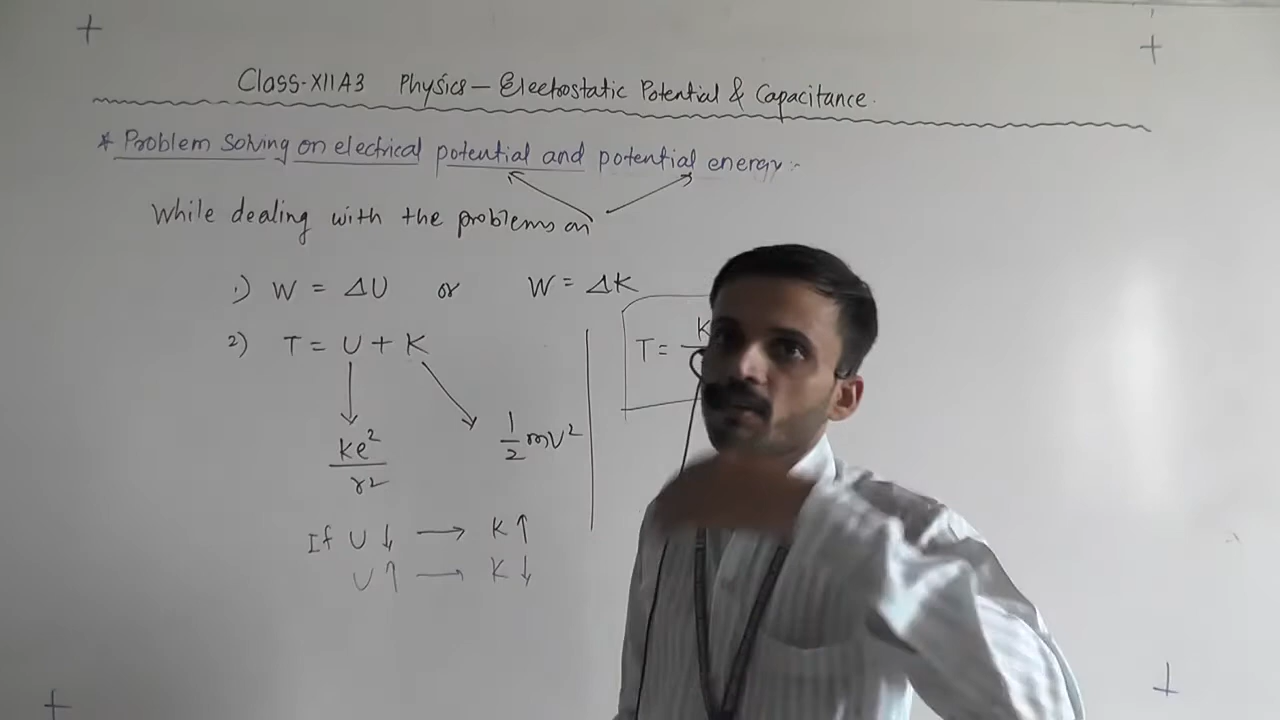 Class-XII A3 Physics – Electrostatic Potential & Capacitance.
* Problem solving on electrical potential and potential energy:-
While dealing with the problems on
1.) W = ΔU or W = ΔK
2) T = U + K
T = K
ke²
r²
1/2 mv²
If U ↓ → K ↑
U ↑ → K ↓